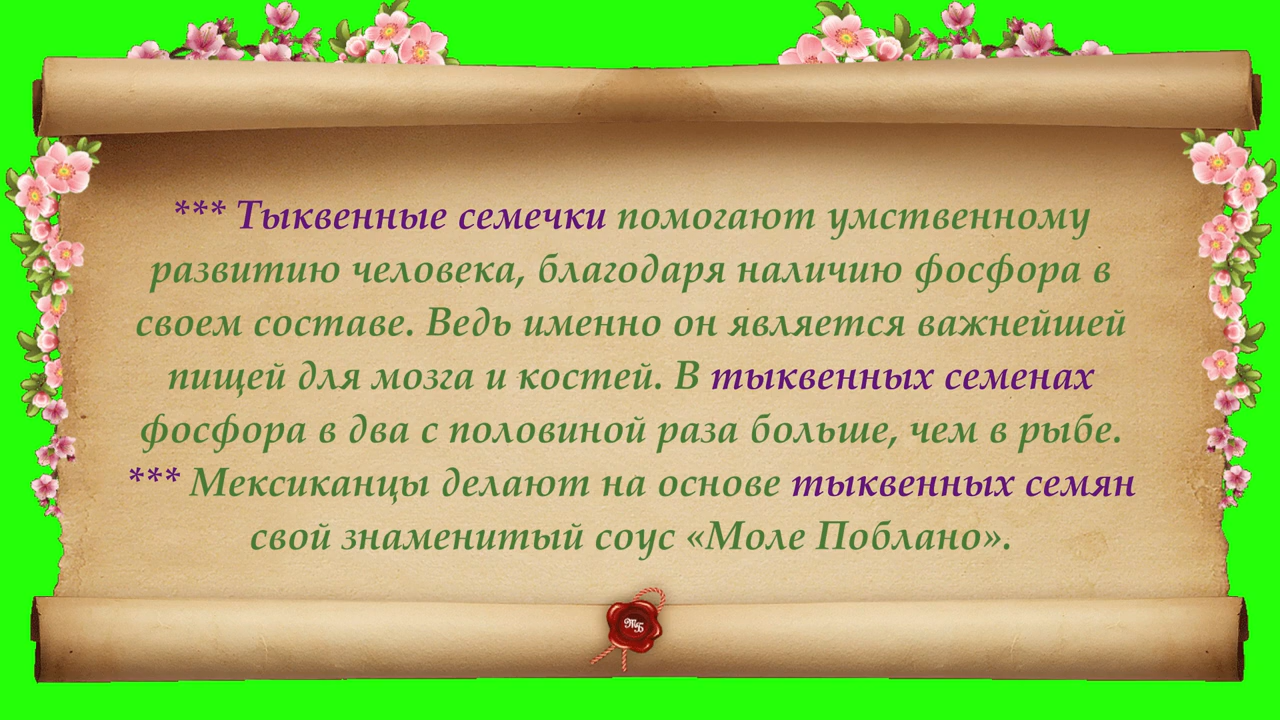 *** Тыквенные семечки помогают умственному
развитию человека, благодаря наличию фосфора в
своем составе. Ведь именно он является важнейшей
пищей для мозга и костей. В тыквенных семенах
фосфора в два с половиной раза больше, чем в рыбе.
*** Мексиканцы делают на основе тыквенных семян
свой знаменитый соус «Моле Поблано».